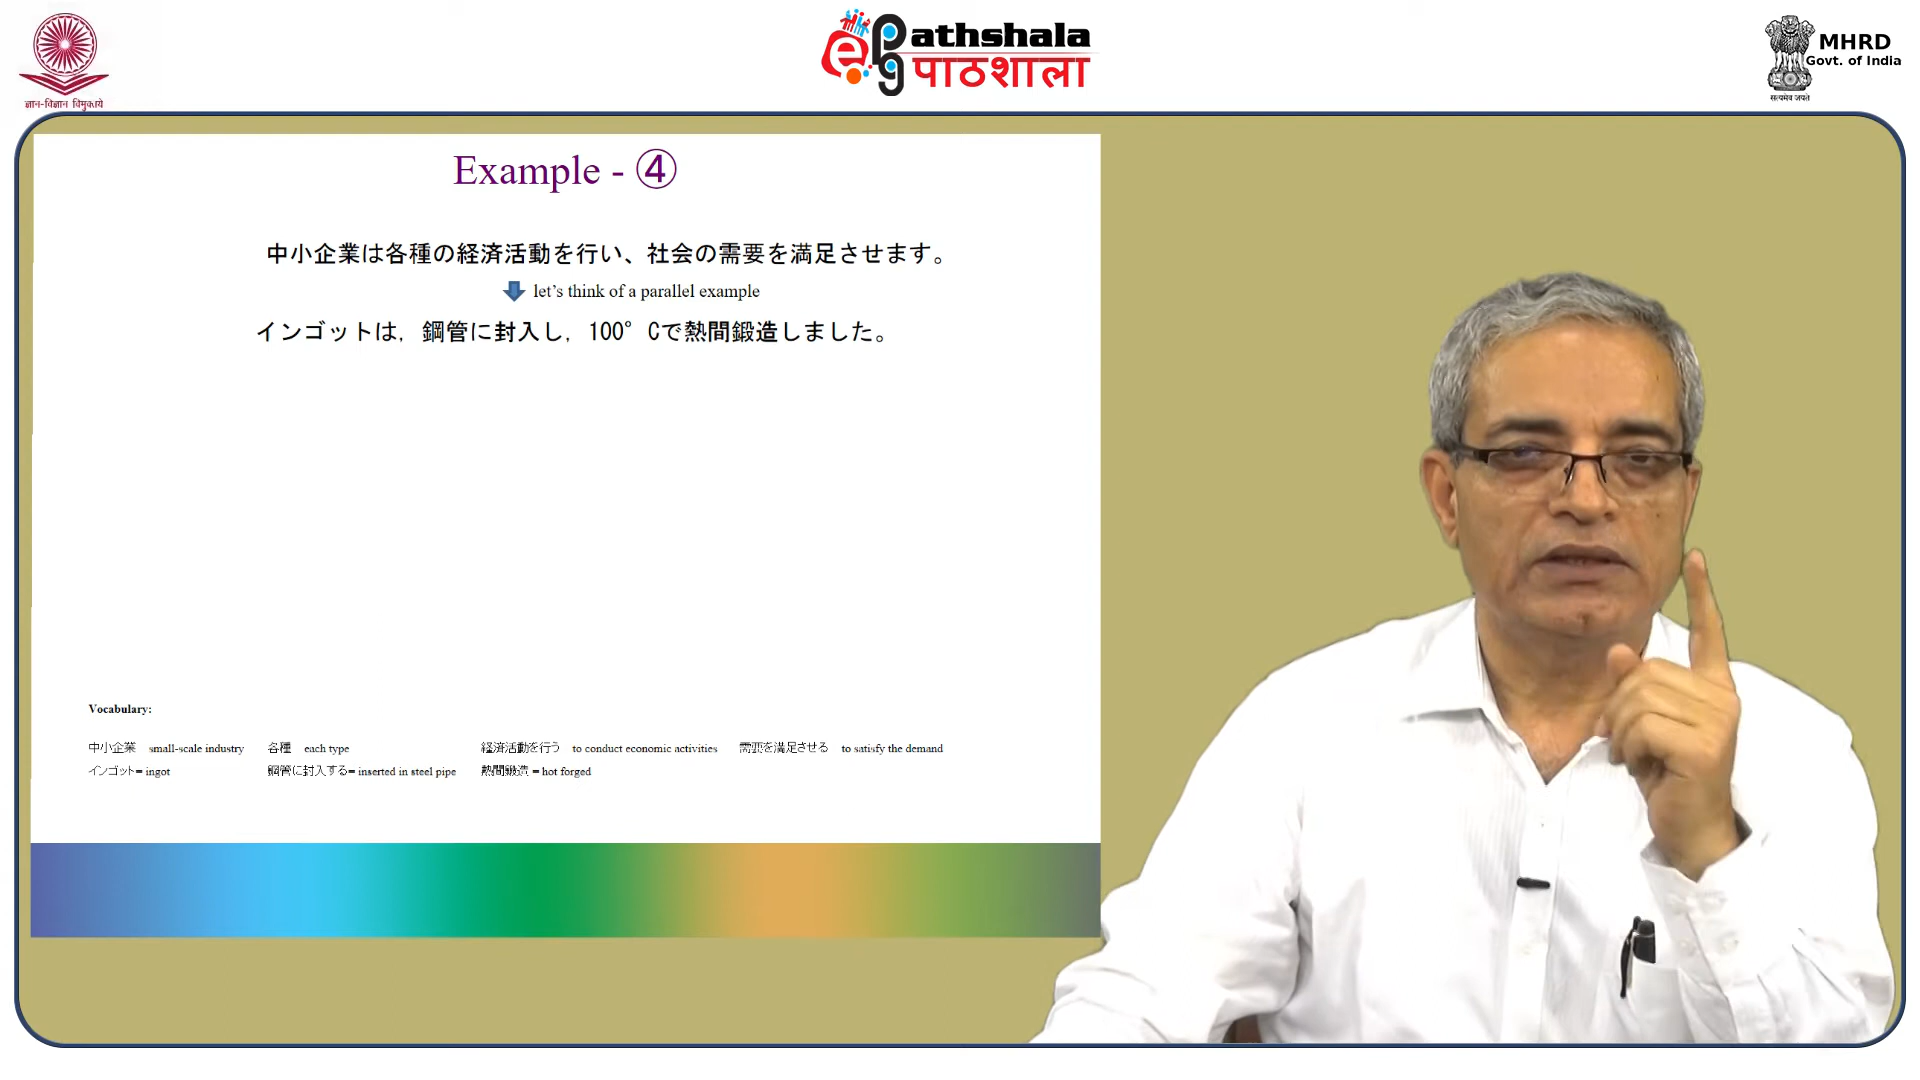 ज्ञान-विज्ञान विमुक्तये
ePathshala
पाठशाला
MHRD
Govt. of India
सत्यमेव जयते
Example - ④
中小企業は各種の経済活動を行い、社会の需要を満足させます。
let’s think of a parallel example
インゴットは，鋼管に封入し，100°Cで熱間鍛造しました。
Vocabulary:
中小企業 small-scale industry 各種 each type 経済活動を行う to conduct economic activities 需要を満足させる to satisfy the demand
インゴット= ingot 鋼管に封入する= inserted in steel pipe 熱間鍛造 = hot forged